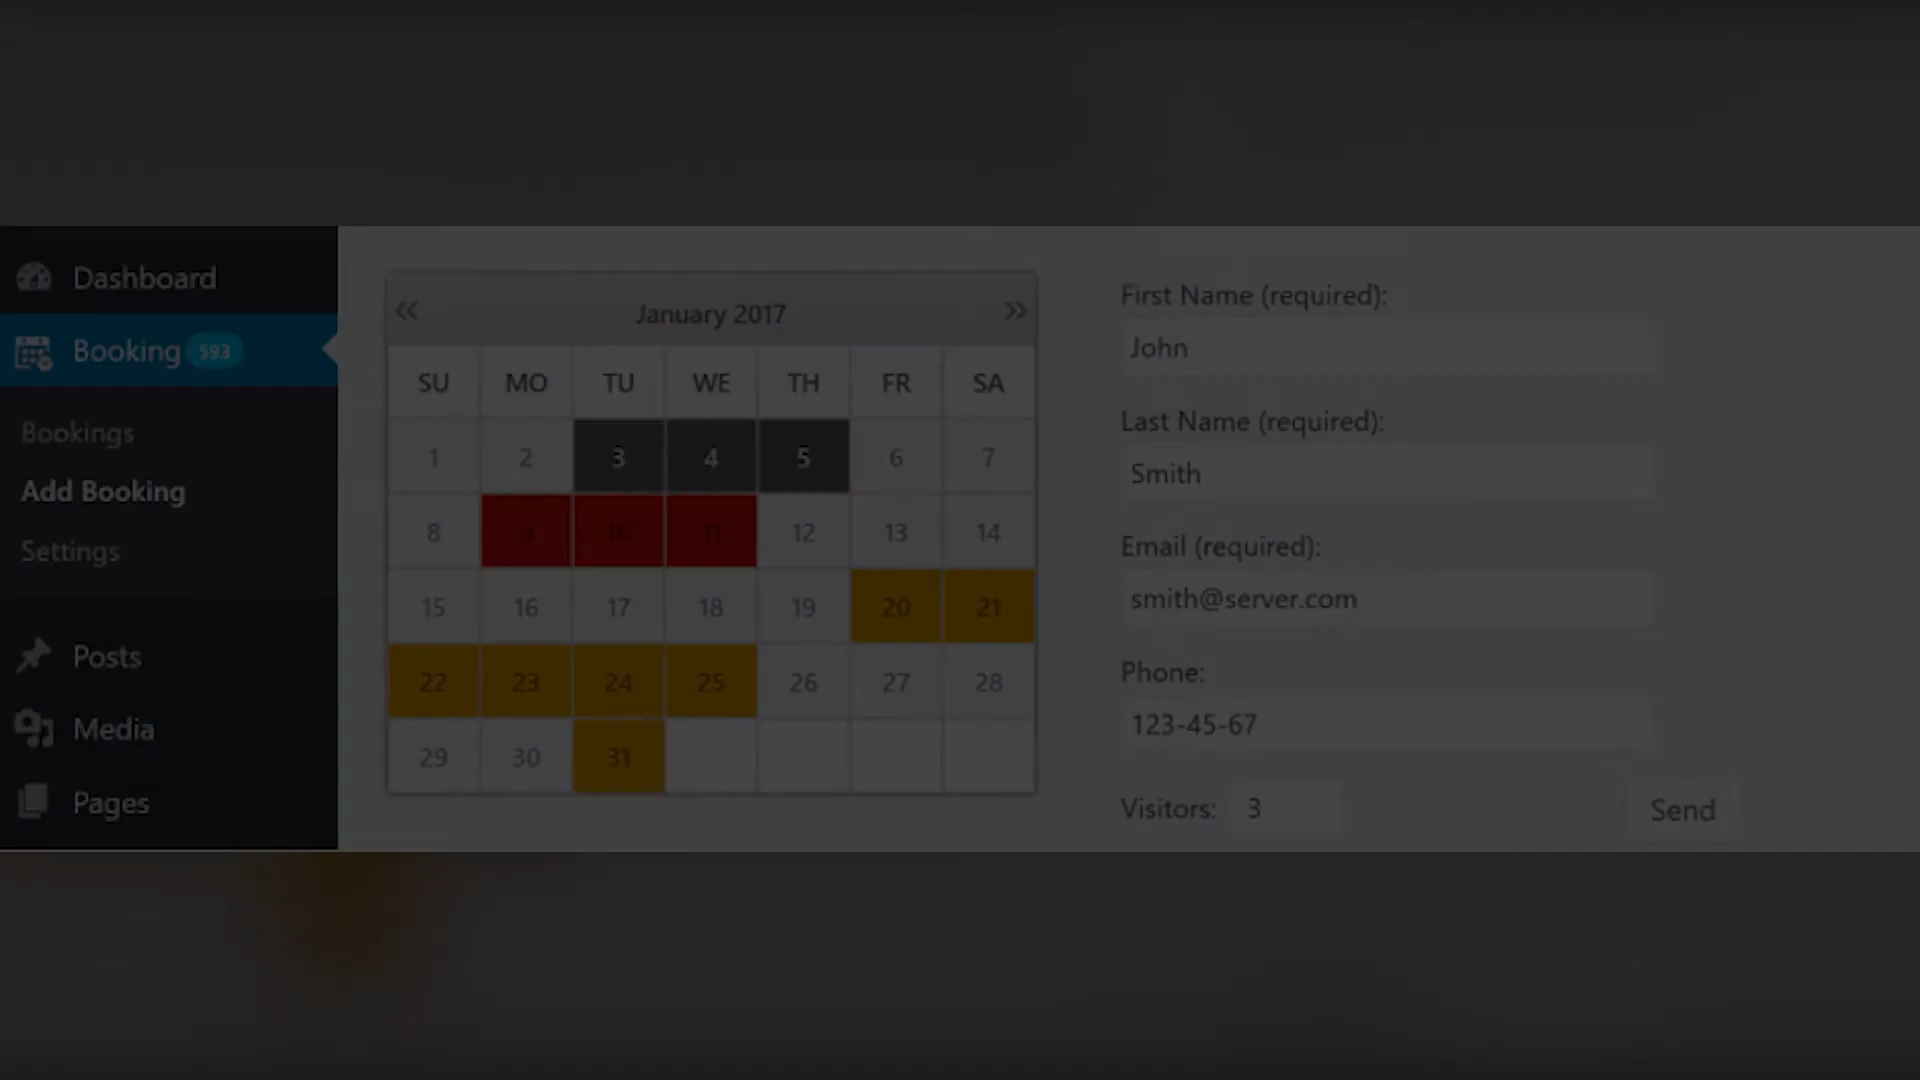 Dashboard
Booking 593
Bookings
Add Booking
Settings
Posts
Media
Pages
« January 2017 »
SU MO TU WE TH FR SA
1 2 3 4 5 6 7
8 9 10 11 12 13 14
15 16 17 18 19 20 21
22 23 24 25 26 27 28
29 30 31
First Name (required):
John
Last Name (required):
Smith
Email (required):
smith@server.com
Phone:
123-45-67
Visitors: 3
Send